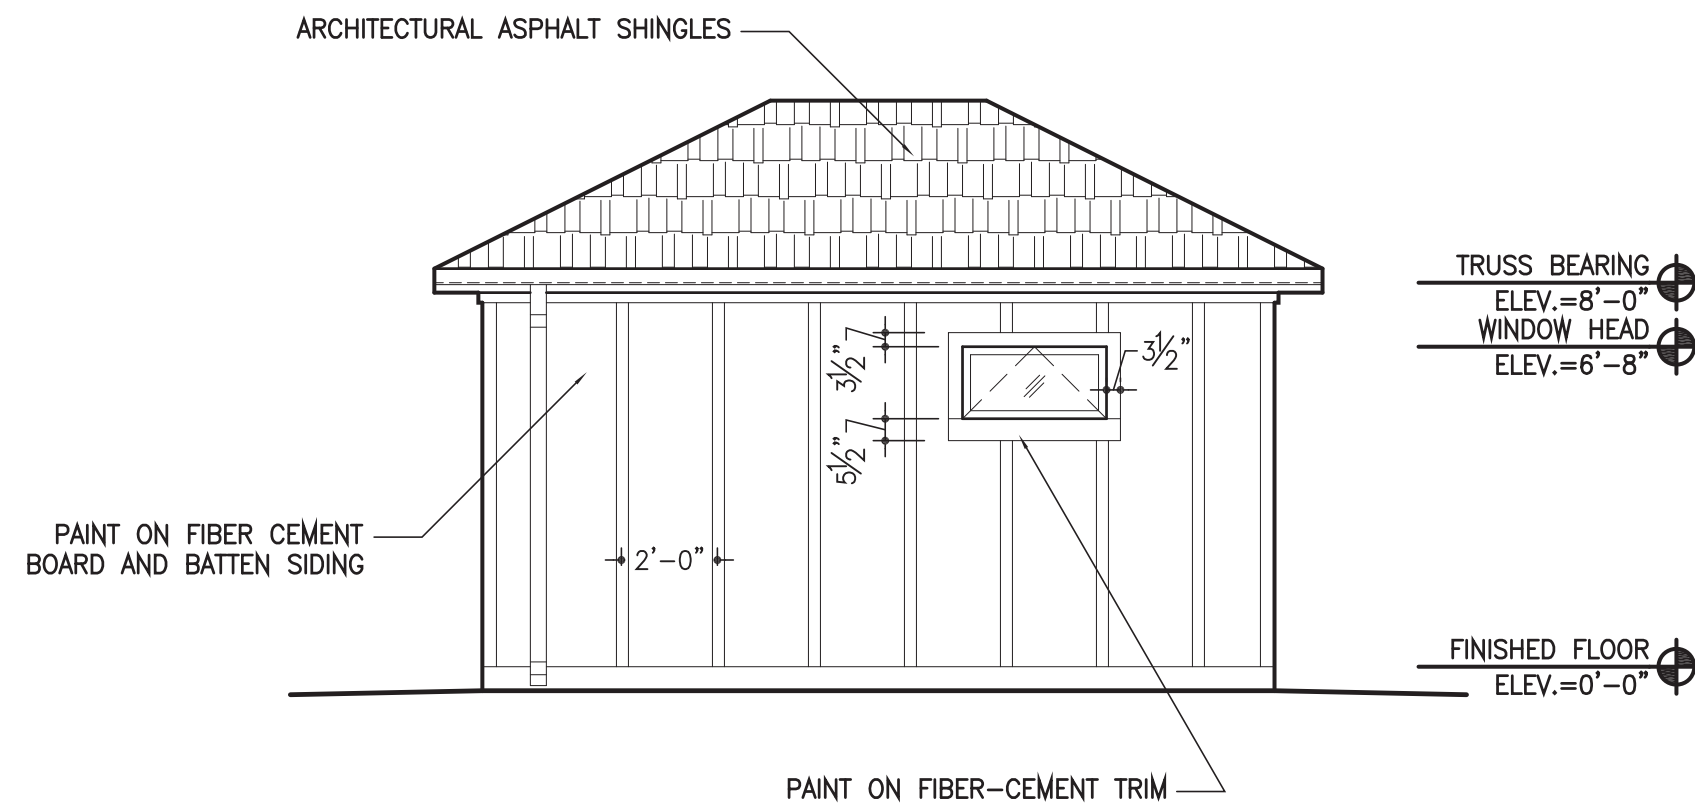 ARCHITECTURAL ASPHALT SHINGLES
TRUSS BEARING
ELEV.=8'-0"
WINDOW HEAD
ELEV.=6'-8"
3½"
3½"
5½"
PAINT ON FIBER CEMENT
BOARD AND BATTEN SIDING
2'-0"
FINISHED FLOOR
ELEV.=0'-0"
PAINT ON FIBER-CEMENT TRIM